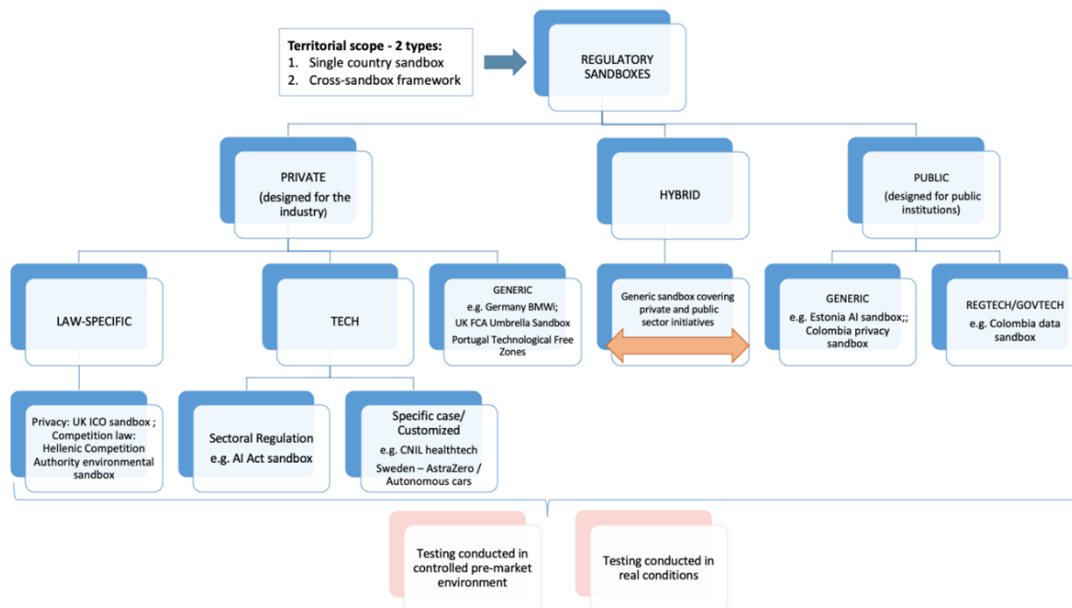 Territorial scope - 2 types:
1. Single country sandbox
2. Cross-sandbox framework
REGULATORY
SANDBOXES
PRIVATE
(designed for the
industry)
HYBRID
PUBLIC
(designed for public
institutions)
LAW-SPECIFIC
TECH
GENERIC
e.g. Germany BMWi;
UK FCA Umbrella Sandbox
Portugal Technological Free
Zones
Generic sandbox covering
private and public
sector initiatives
GENERIC
e.g. Estonia AI sandbox;;
Colombia privacy
sandbox
REGTECH/GOVTECH
e.g. Colombia data
sandbox
Privacy: UK ICO sandbox ;
Competition law:
Hellenic Competition
Authority environmental
sandbox
Sectoral Regulation
e.g. AI Act sandbox
Specific case/
Customized
e.g. CNIL healthtech
Sweden – AstraZero /
Autonomous cars
Testing conducted in
controlled pre-market
environment
Testing conducted in
real conditions